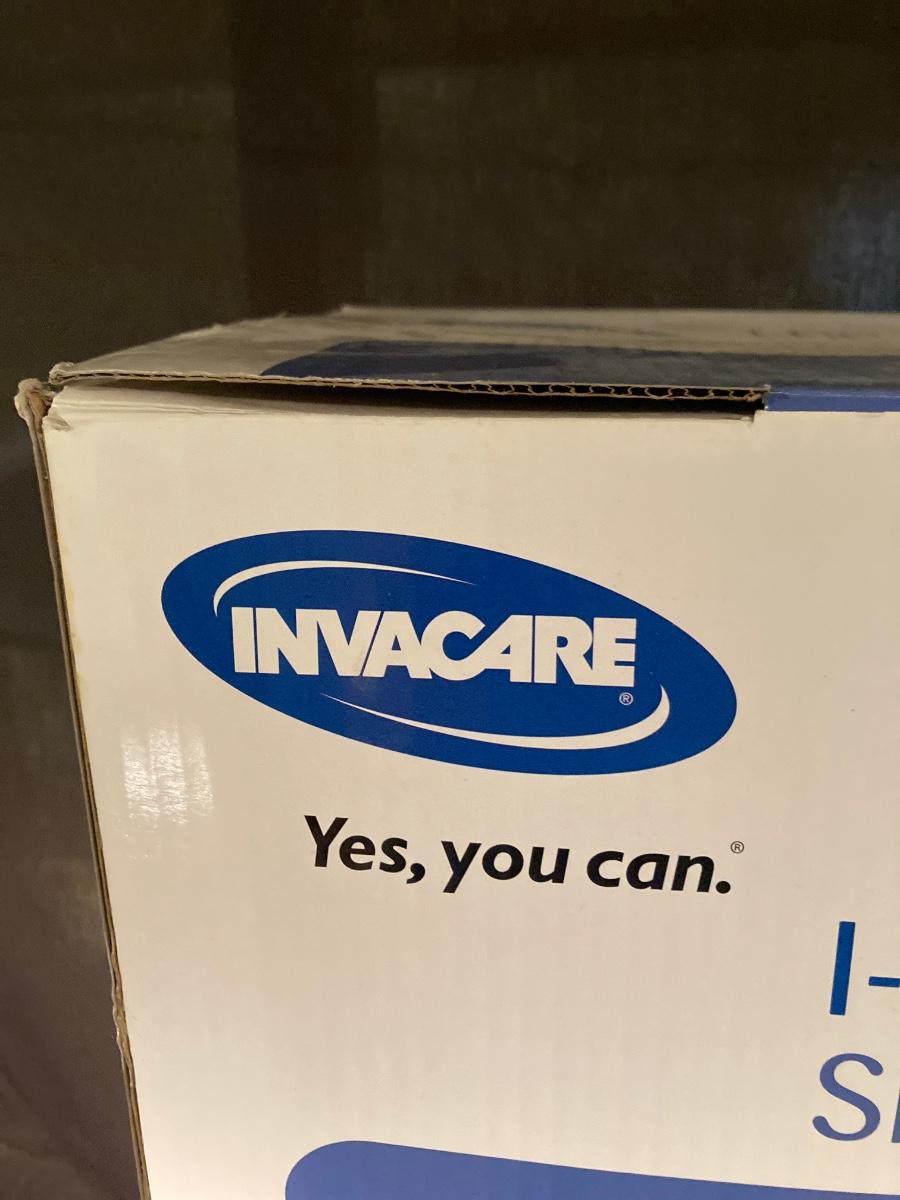 INVACARE®
Yes, you can.®
I-
S